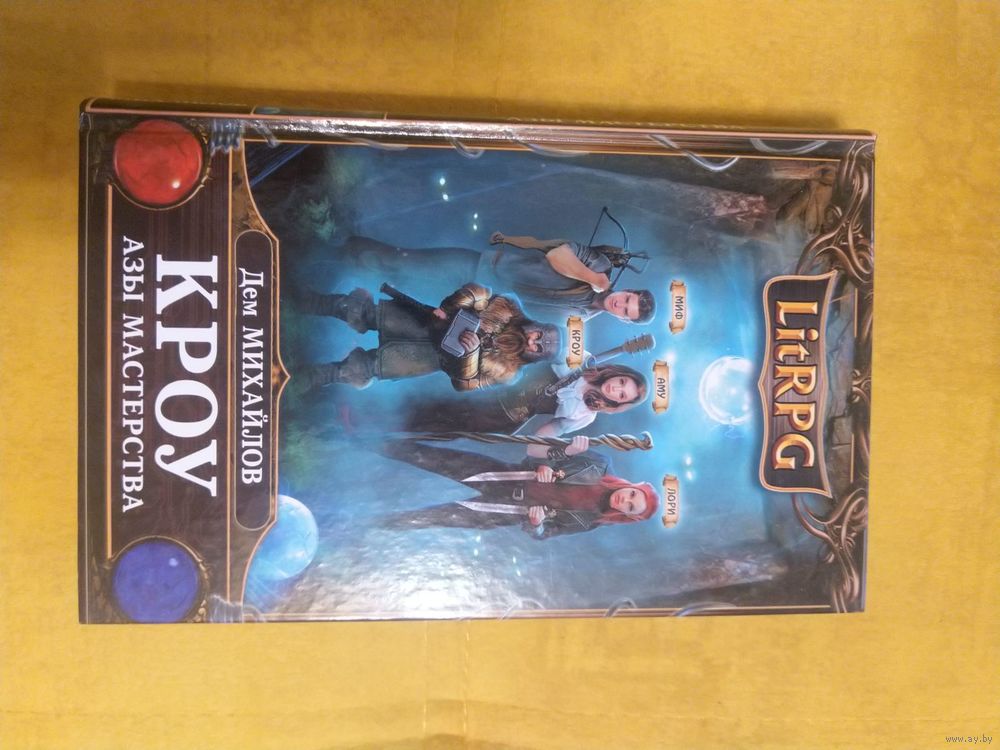 LitRPG
МИФ
КРОУ
АМУ
ЛОРИ
Дем МИХАЙЛОВ
КРОУ
АЗЫ МАСТЕРСТВА
www.ay.by